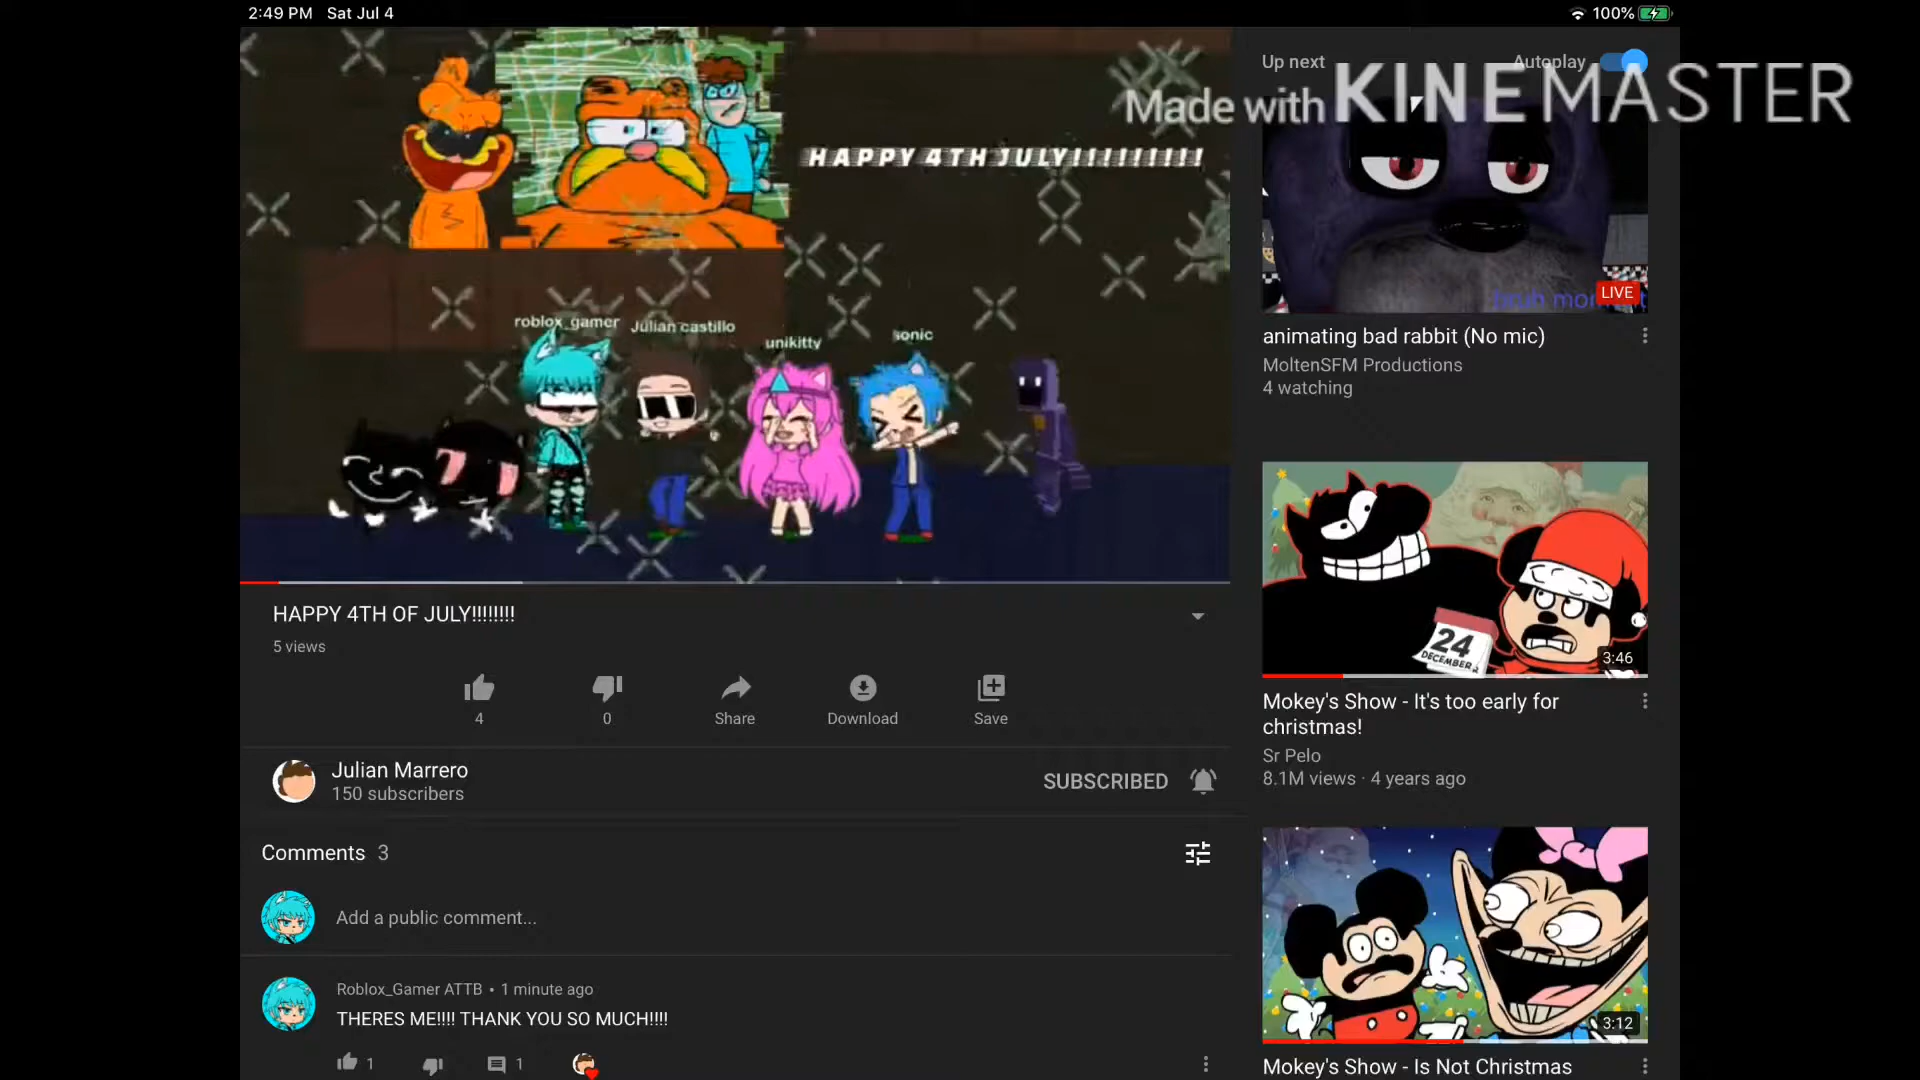 2:49 PM Sat Jul 4
100%
Up next
Autoplay
Made with KINEMASTER
HAPPY 4TH JULY!!!!!!!!!!
roblox_gamer
Julian castillo
unikitty
sonic
LIVE
animating bad rabbit (No mic)
MoltenSFM Productions
4 watching
HAPPY 4TH OF JULY!!!!!!!!
5 views
4
0
Share
Download
Save
Julian Marrero
150 subscribers
SUBSCRIBED
Comments 3
Add a public comment...
Roblox_Gamer ATTB • 1 minute ago
THERES ME!!!! THANK YOU SO MUCH!!!!
1
1
24
DECEMBER
3:46
Mokey's Show - It's too early for
christmas!
Sr Pelo
8.1M views · 4 years ago
3:12
Mokey's Show - Is Not Christmas